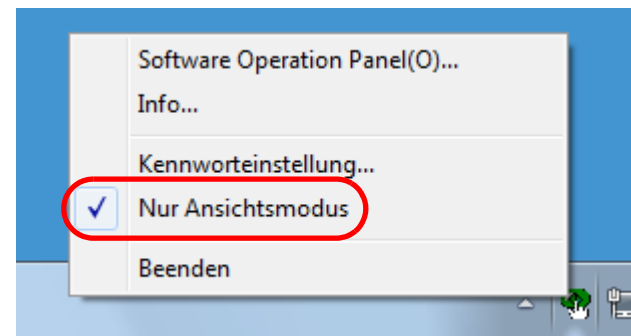 Software Operation Panel(O)...
Info...
Kennworteinstellung...
Nur Ansichtsmodus
Beenden